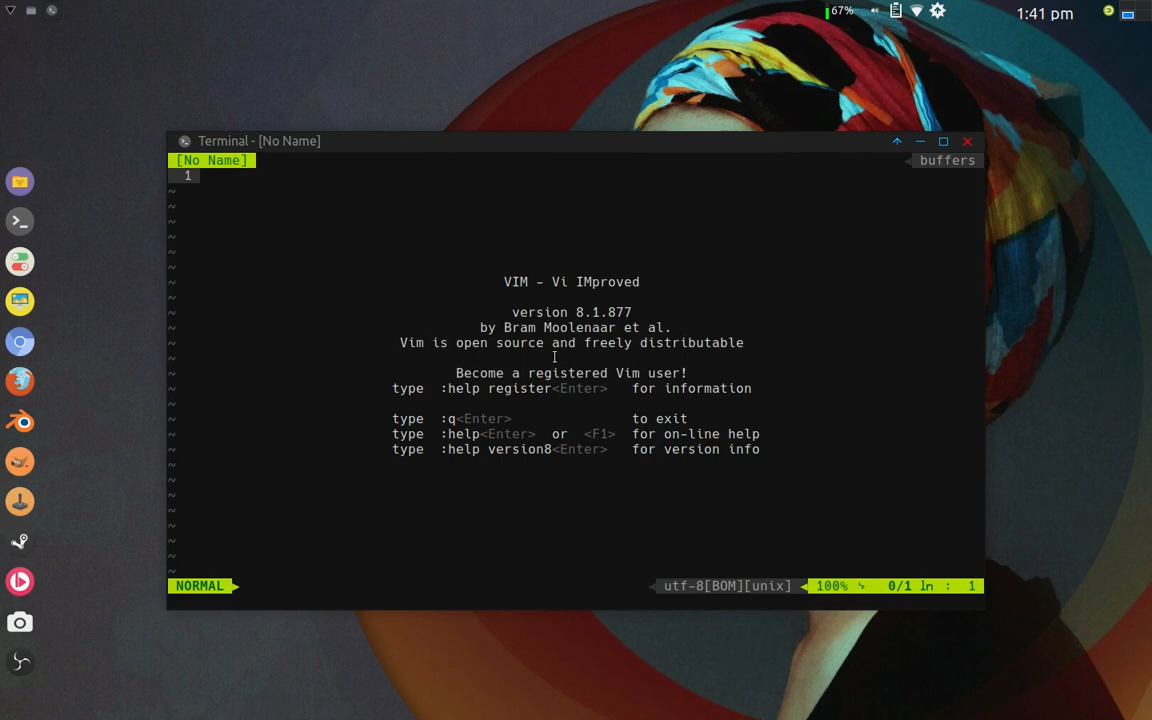 67%
1:41 pm
Terminal - [No Name]
[No Name] buffers
1
~
~
~
~
~
~
~ VIM - Vi IMproved
~
~ version 8.1.877
~ by Bram Moolenaar et al.
~ Vim is open source and freely distributable
~
~ Become a registered Vim user!
~ type :help register<Enter> for information
~
~ type :q<Enter> to exit
~ type :help<Enter> or <F1> for on-line help
~ type :help version8<Enter> for version info
~
~
~
~
~
~
~
~
NORMAL utf-8[BOM][unix] 100% ␤ 0/1 ln : 1